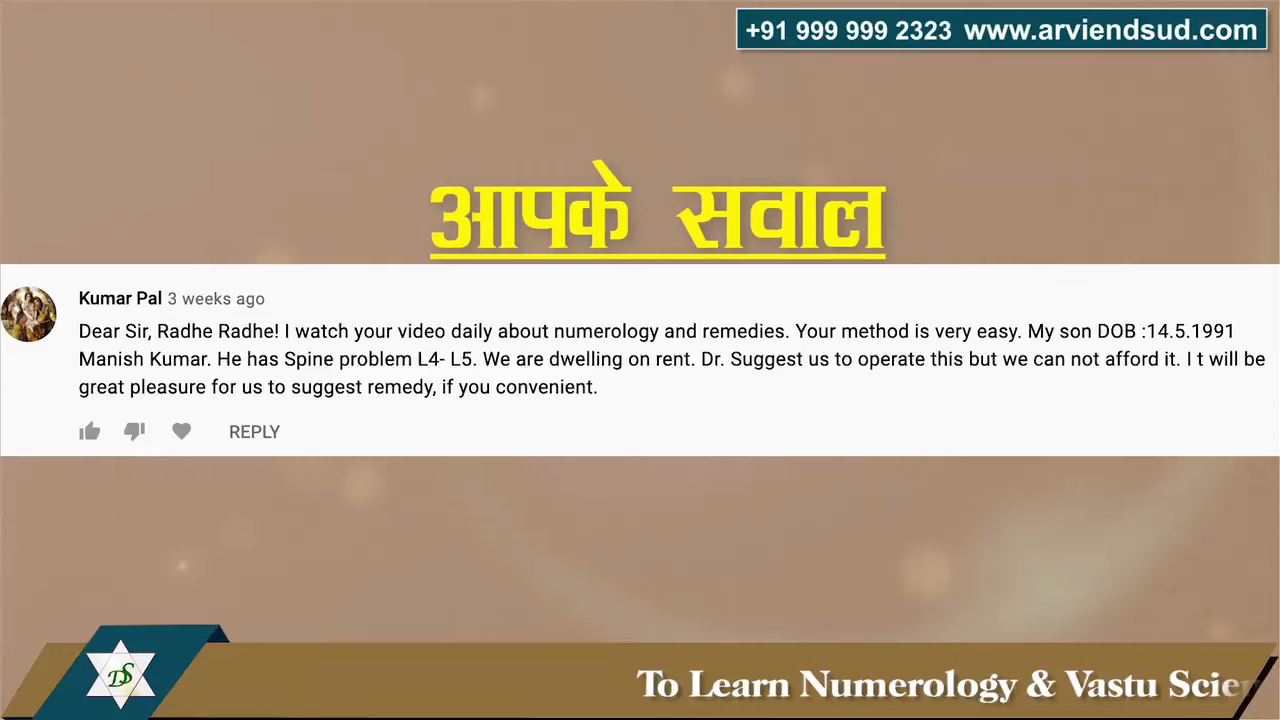 +91 999 999 2323 www.arviendsud.com
आपके सवाल
Kumar Pal 3 weeks ago
Dear Sir, Radhe Radhe! I watch your video daily about numerology and remedies. Your method is very easy. My son DOB :14.5.1991
Manish Kumar. He has Spine problem L4- L5. We are dwelling on rent. Dr. Suggest us to operate this but we can not afford it. I t will be
great pleasure for us to suggest remedy, if you convenient.
REPLY
DS
To Learn Numerology & Vastu Scie